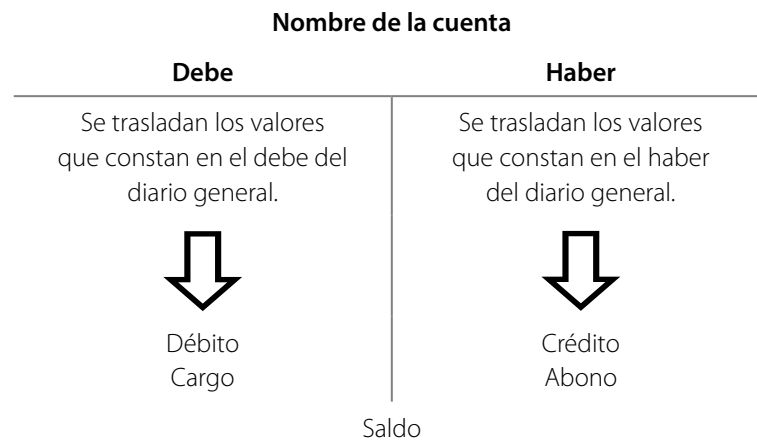 Nombre de la cuenta
Debe
Haber
Se trasladan los valores
que constan en el debe del
diario general.
Se trasladan los valores
que constan en el haber
del diario general.
Débito
Cargo
Crédito
Abono
Saldo